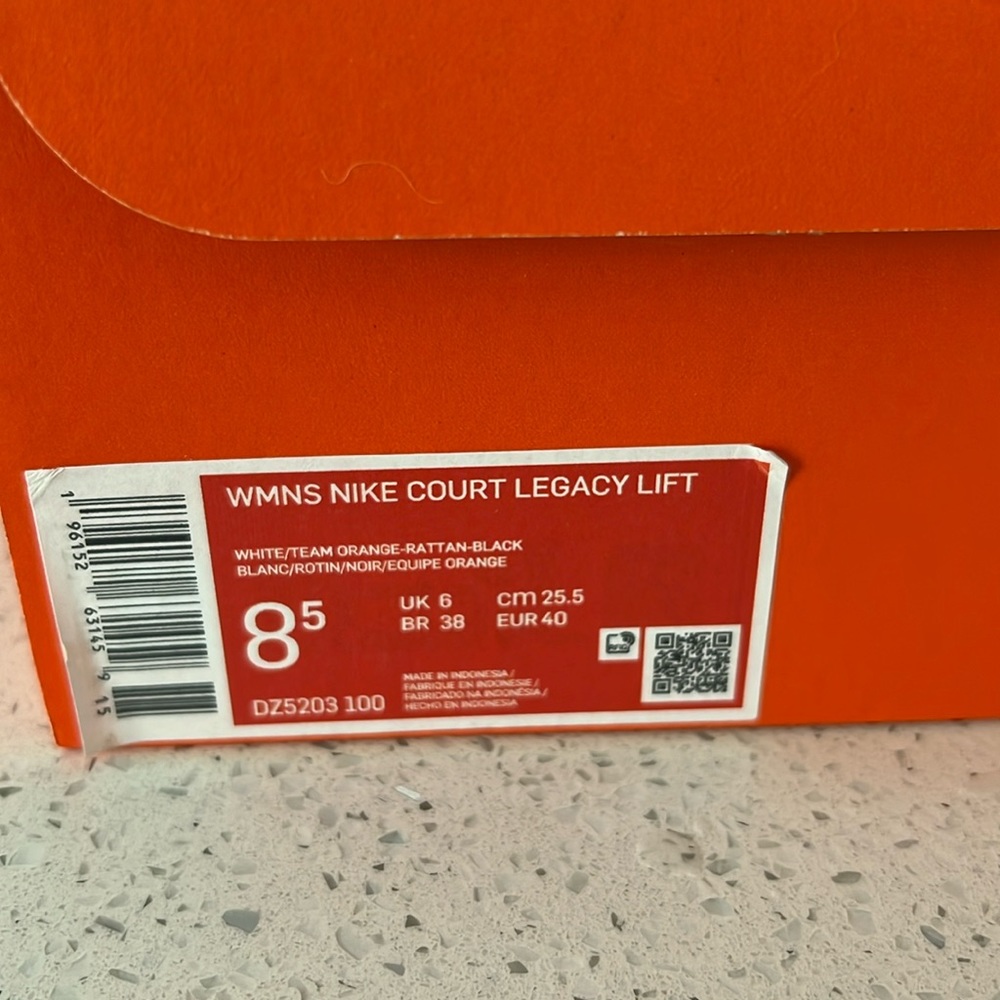 WMNS NIKE COURT LEGACY LIFT
WHITE/TEAM ORANGE-RATTAN-BLACK
BLANC/ROTIN/NOIR/EQUIPE ORANGE
8⁵
UK 6 cm 25.5
BR 38 EUR 40
MADE IN INDONESIA /
FABRIQUE EN INDONESIE /
FABRICADO NA INDONÉSIA /
HECHO EN INDONESIA
DZ5203 100
1 96152 63145 9 15